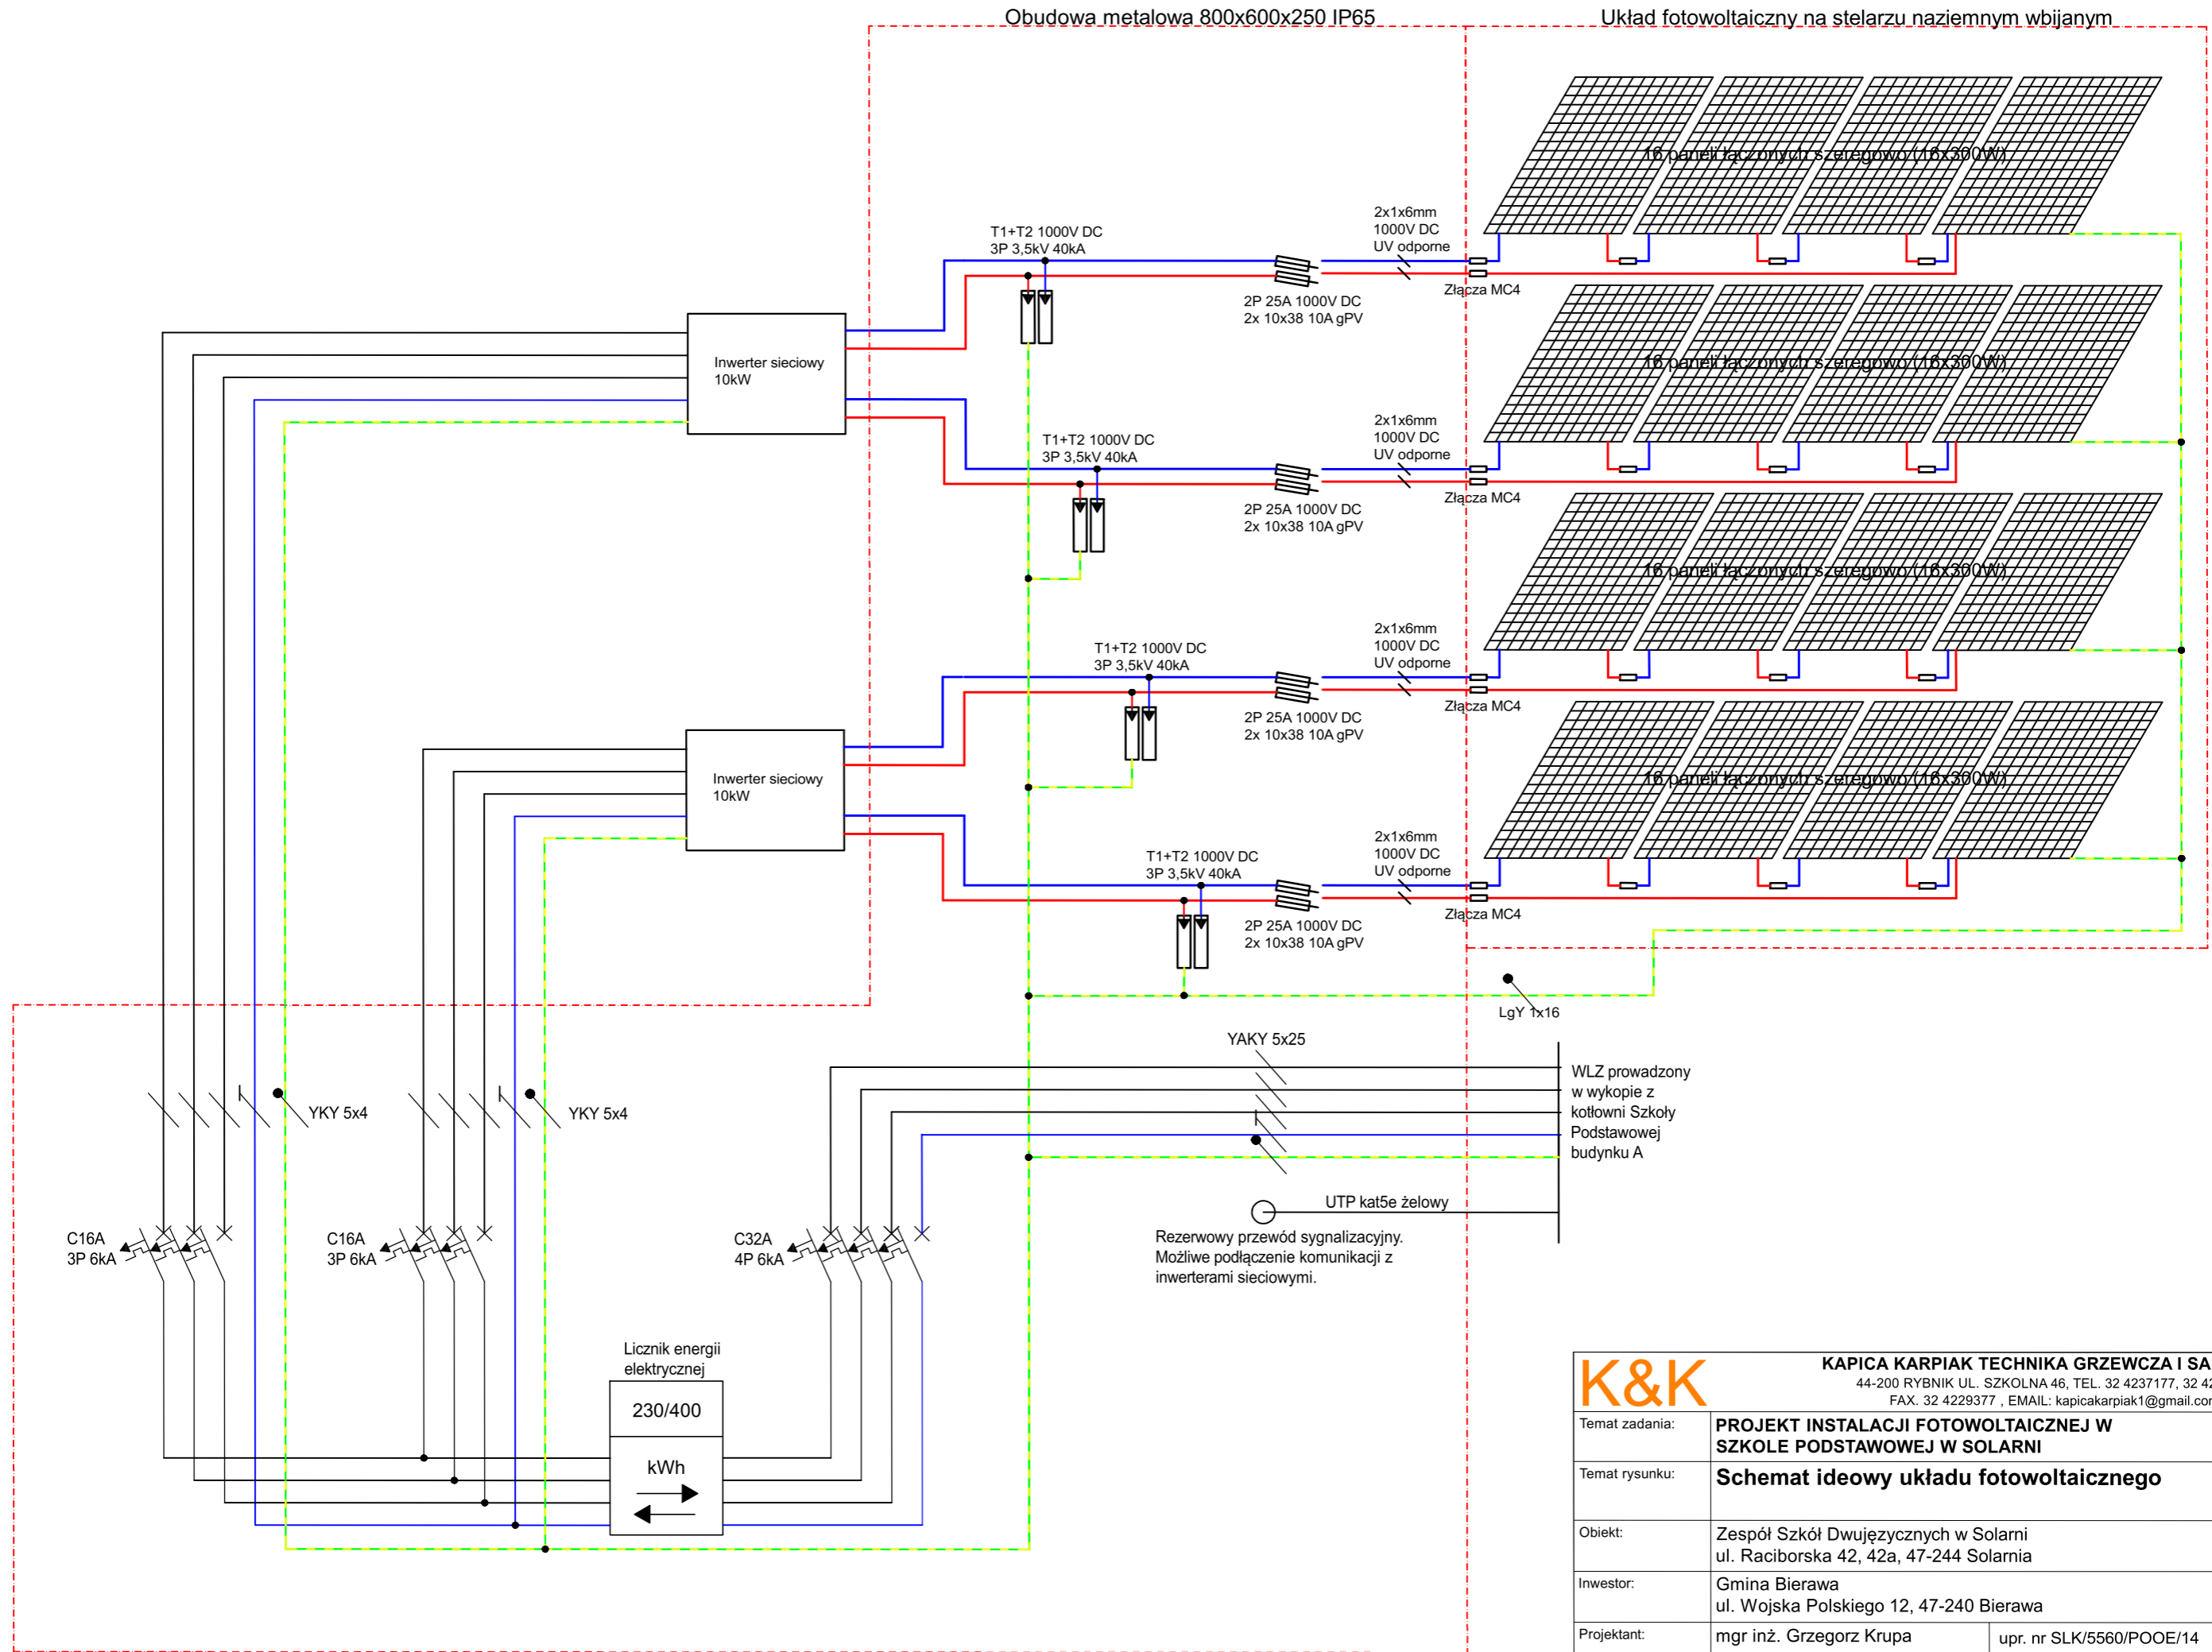 Obudowa metalowa 800x600x250 IP65
Układ fotowoltaiczny na stelarzu naziemnym wbijanym
16 paneli łączonych szeregowo (16x300W)
T1+T2 1000V DC
3P 3,5kV 40kA
2x1x6mm
1000V DC
UV odporne
2P 25A 1000V DC
2x 10x38 10A gPV
Złącza MC4
Inwerter sieciowy
10kW
16 paneli łączonych szeregowo (16x300W)
T1+T2 1000V DC
3P 3,5kV 40kA
2x1x6mm
1000V DC
UV odporne
2P 25A 1000V DC
2x 10x38 10A gPV
Złącza MC4
16 paneli łączonych szeregowo (16x300W)
T1+T2 1000V DC
3P 3,5kV 40kA
2x1x6mm
1000V DC
UV odporne
2P 25A 1000V DC
2x 10x38 10A gPV
Złącza MC4
Inwerter sieciowy
10kW
16 paneli łączonych szeregowo (16x300W)
T1+T2 1000V DC
3P 3,5kV 40kA
2x1x6mm
1000V DC
UV odporne
2P 25A 1000V DC
2x 10x38 10A gPV
Złącza MC4
LgY 1x16
YKY 5x4
YKY 5x4
YAKY 5x25
WLZ prowadzony
w wykopie z
kotłowni Szkoły
Podstawowej
budynku A
UTP kat5e żelowy
Rezerwowy przewód sygnalizacyjny.
Możliwe podłączenie komunikacji z
inwerterami sieciowymi.
C16A
3P 6kA
C16A
3P 6kA
C32A
4P 6kA
Licznik energii
elektrycznej
230/400
kWh
K&K
KAPICA KARPIAK TECHNIKA GRZEWCZA I SA
44-200 RYBNIK UL. SZKOLNA 46, TEL. 32 4237177, 32 42
FAX. 32 4229377 , EMAIL: kapicakarpiak1@gmail.com
Temat zadania:
PROJEKT INSTALACJI FOTOWOLTAICZNEJ W
SZKOLE PODSTAWOWEJ W SOLARNI
Temat rysunku:
Schemat ideowy układu fotowoltaicznego
Obiekt:
Zespół Szkół Dwujęzycznych w Solarni
ul. Raciborska 42, 42a, 47-244 Solarnia
Inwestor:
Gmina Bierawa
ul. Wojska Polskiego 12, 47-240 Bierawa
Projektant:
mgr inż. Grzegorz Krupa
upr. nr SLK/5560/POOE/14